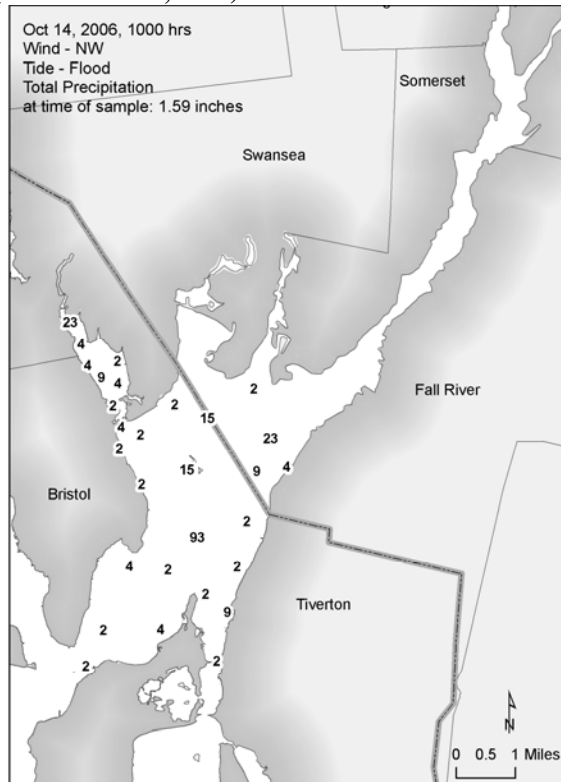 Oct 14, 2006, 1000 hrs
Wind - NW
Tide - Flood
Total Precipitation
at time of sample: 1.59 inches
Somerset
Swansea
23
4
4
2
9
4
2
2
2
15
4
2
2
Fall River
23
9
4
15
Bristol
2
2
93
4
2
2
2
9
Tiverton
2
4
2
2
N
0 0.5 1 Miles